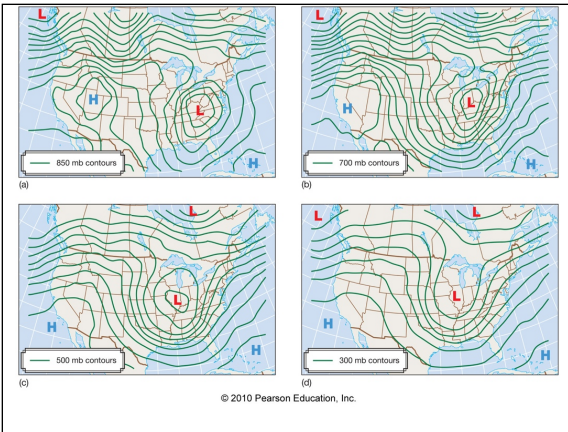 L
H
L
H
850 mb contours
(a)
L
H
L
H
700 mb contours
(b)
L
L
H
H
500 mb contours
(c)
L
L
L
H
H
300 mb contours
(d)
© 2010 Pearson Education, Inc.